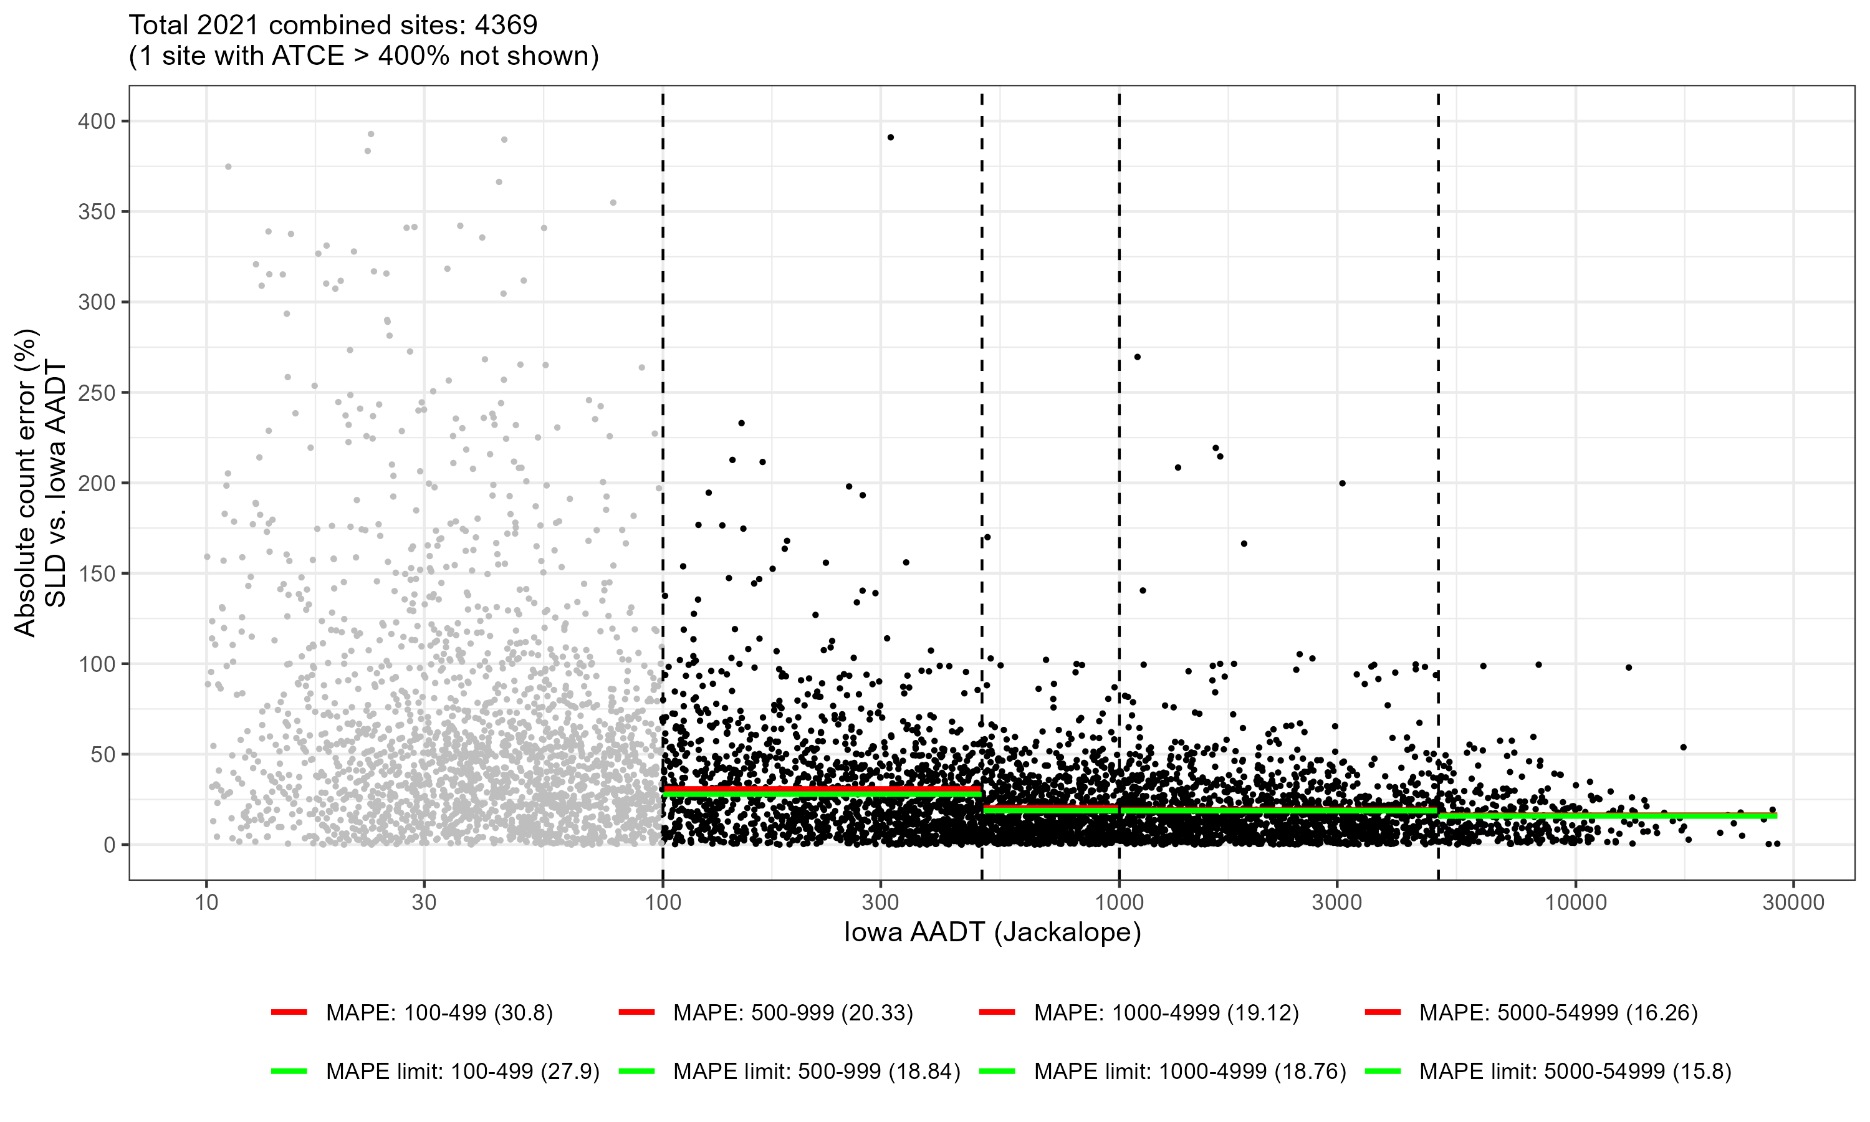 Total 2021 combined sites: 4369
(1 site with ATCE > 400% not shown)
Absolute count error (%)
SLD vs. Iowa AADT
400
350
300
250
200
150
100
50
0
10 30 100 300 1000 3000 10000 30000
Iowa AADT (Jackalope)
MAPE: 100-499 (30.8) MAPE: 500-999 (20.33) MAPE: 1000-4999 (19.12) MAPE: 5000-54999 (16.26)
MAPE limit: 100-499 (27.9) MAPE limit: 500-999 (18.84) MAPE limit: 1000-4999 (18.76) MAPE limit: 5000-54999 (15.8)